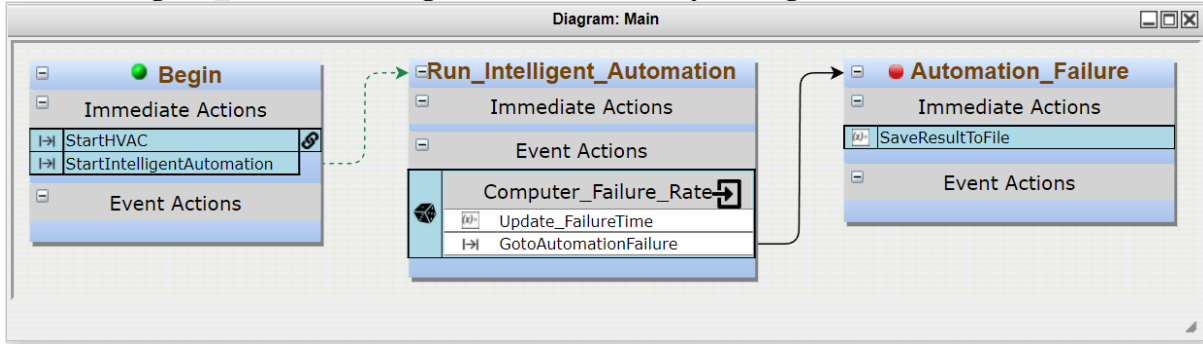 Diagram: Main
Begin
Immediate Actions
StartHVAC
StartIntelligentAutomation
Event Actions
Run_Intelligent_Automation
Immediate Actions
Event Actions
Computer_Failure_Rate
Update_FailureTime
GotoAutomationFailure
Automation_Failure
Immediate Actions
SaveResultToFile
Event Actions